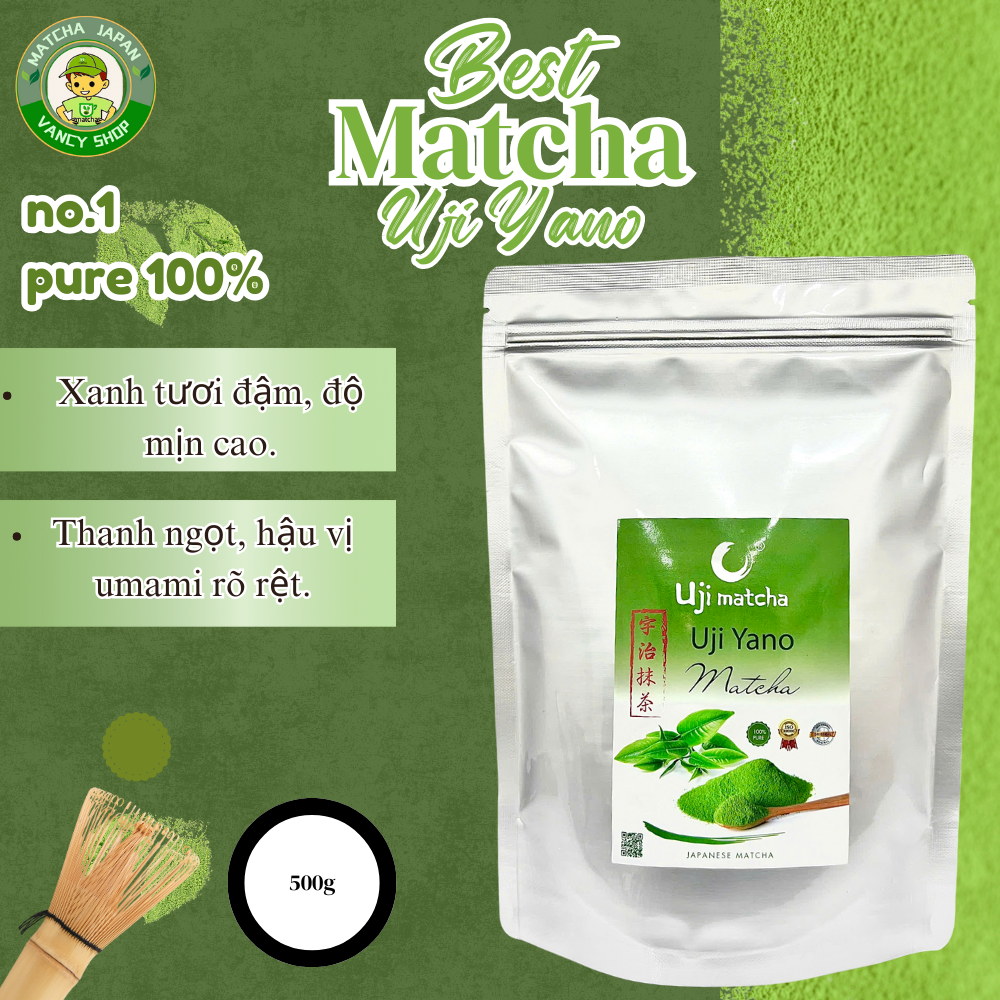 MATCHA JAPAN
matcha
VANCY SHOP
Best
Matcha
Uji Yano
no.1
pure 100%
• Xanh tươi đậm, độ
mịn cao.
• Thanh ngọt, hậu vị
umami rõ rệt.
500g
uji matcha
宇治抹茶
Uji Yano
Matcha
100%
PURE
ISO
JAPANESE MATCHA